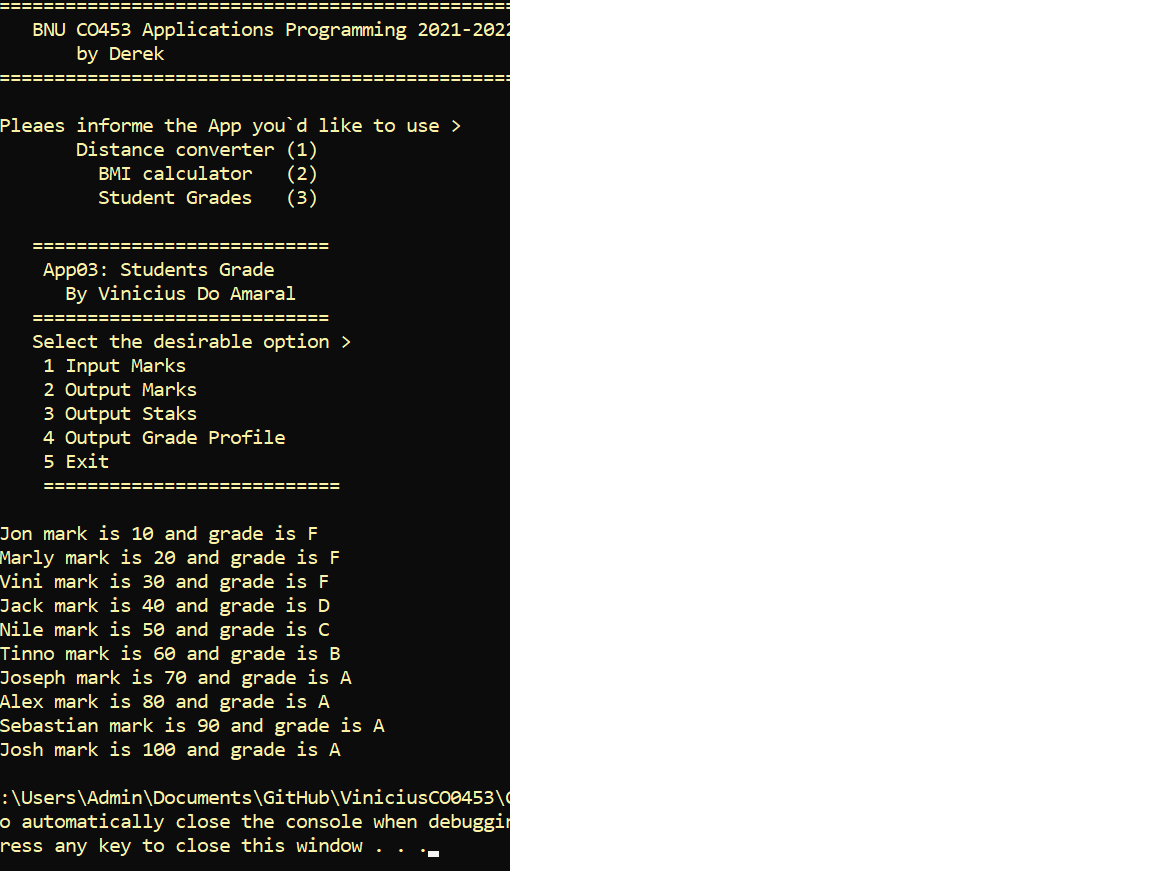 ==============================================
BNU CO453 Applications Programming 2021-2022
by Derek
==============================================
Pleaes informe the App you`d like to use >
Distance converter (1)
BMI calculator (2)
Student Grades (3)
===========================
App03: Students Grade
By Vinicius Do Amaral
===========================
Select the desirable option >
1 Input Marks
2 Output Marks
3 Output Staks
4 Output Grade Profile
5 Exit
===========================
Jon mark is 10 and grade is F
Marly mark is 20 and grade is F
Vini mark is 30 and grade is F
Jack mark is 40 and grade is D
Nile mark is 50 and grade is C
Tinno mark is 60 and grade is B
Joseph mark is 70 and grade is A
Alex mark is 80 and grade is A
Sebastian mark is 90 and grade is A
Josh mark is 100 and grade is A
:\Users\Admin\Documents\GitHub\ViniciusCO0453\
o automatically close the console when debuggin
ress any key to close this window . . .